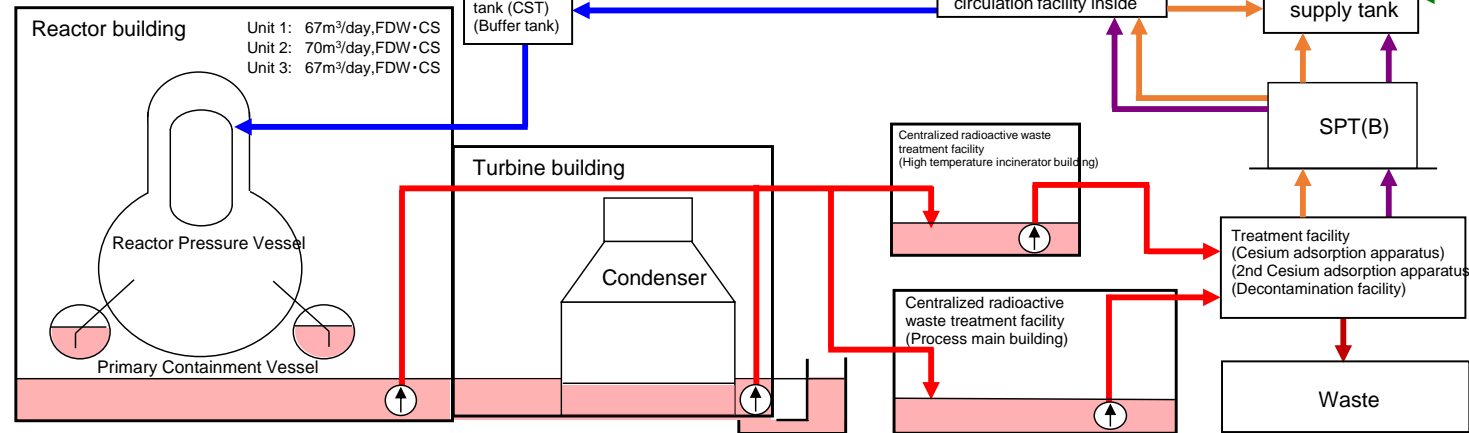 tank (CST)
(Buffer tank)
circulation facility inside
supply tank
Reactor building
Unit 1: 67m³/day,FDW・CS
Unit 2: 70m³/day,FDW・CS
Unit 3: 67m³/day,FDW・CS
SPT(B)
Centralized radioactive waste
treatment facility
(High temperature incinerator building)
Turbine building
Reactor Pressure Vessel
Condenser
Treatment facility
(Cesium adsorption apparatus)
(2nd Cesium adsorption apparatus
(Decontamination facility)
Centralized radioactive
waste treatment facility
(Process main building)
Primary Containment Vessel
Waste